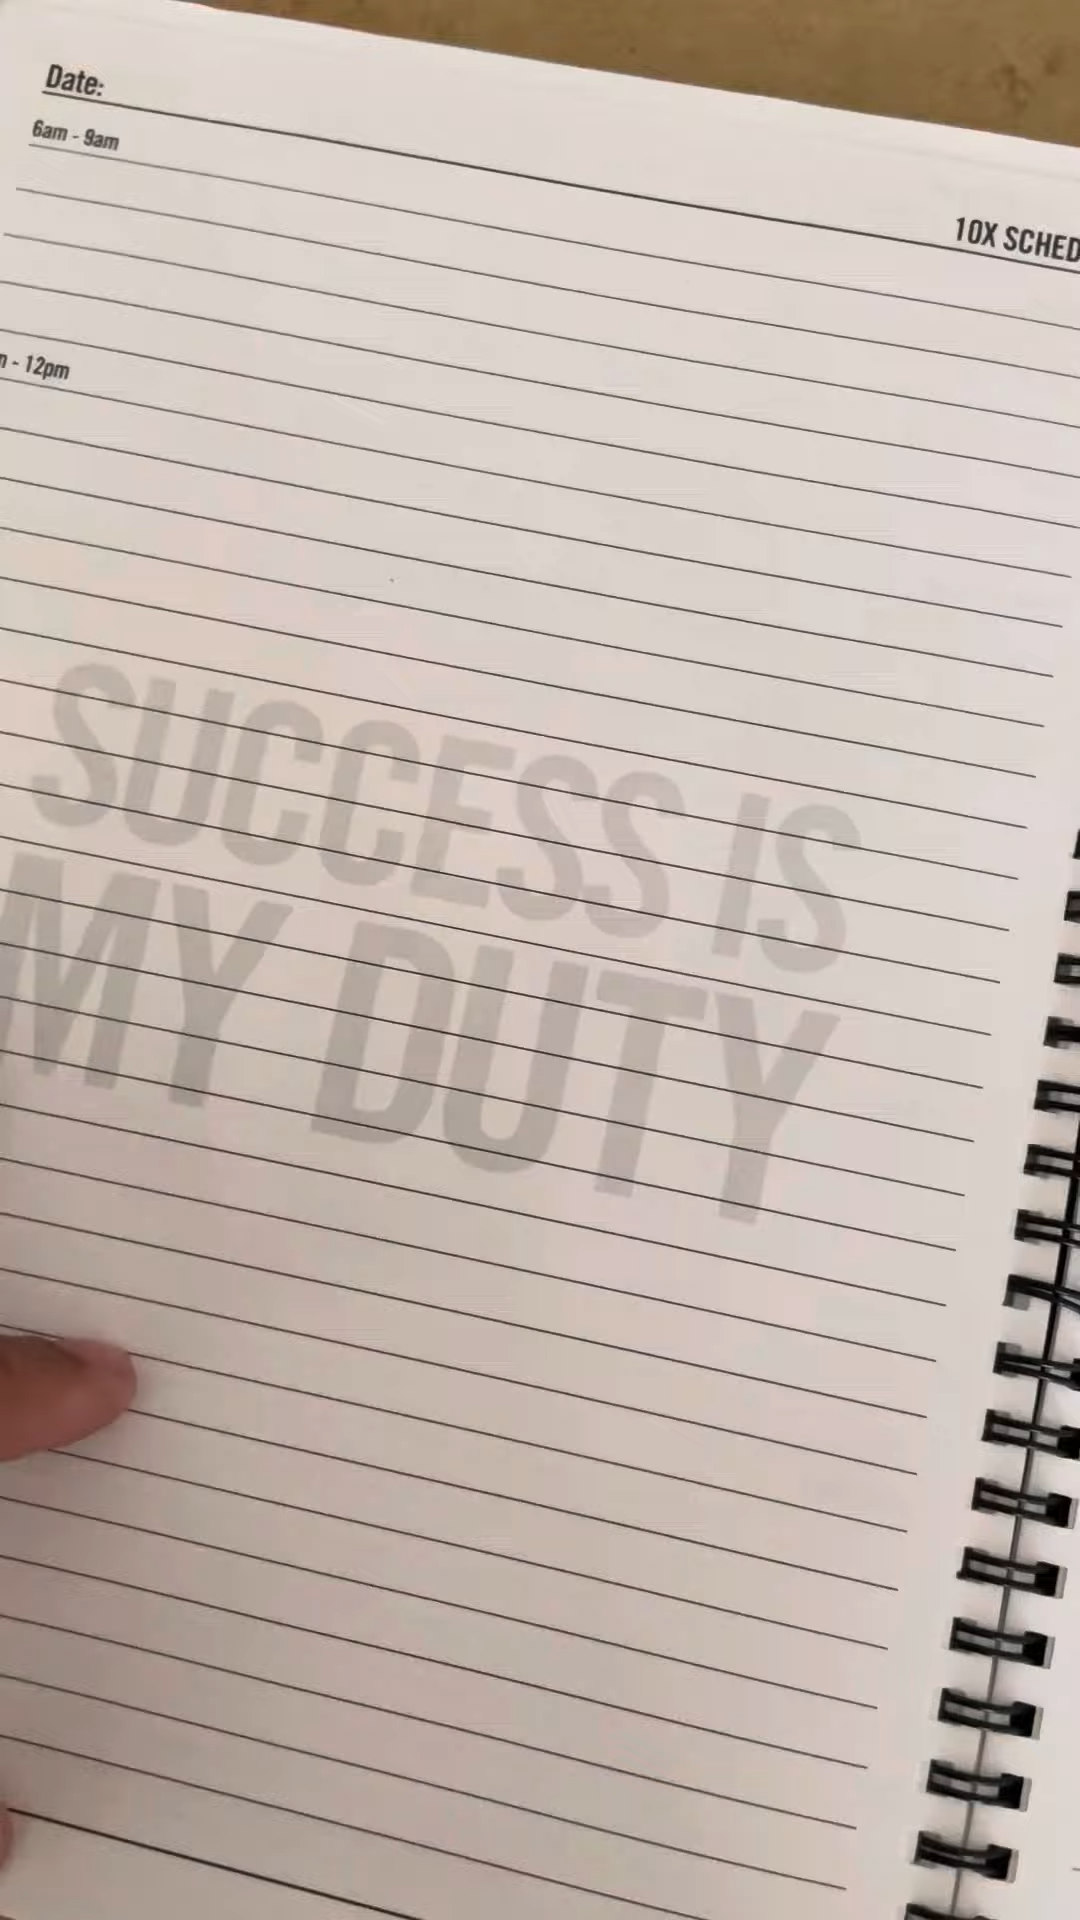 Date:
6am - 9am
10X SCHED
- 12pm
SUCCESS IS
MY DUTY